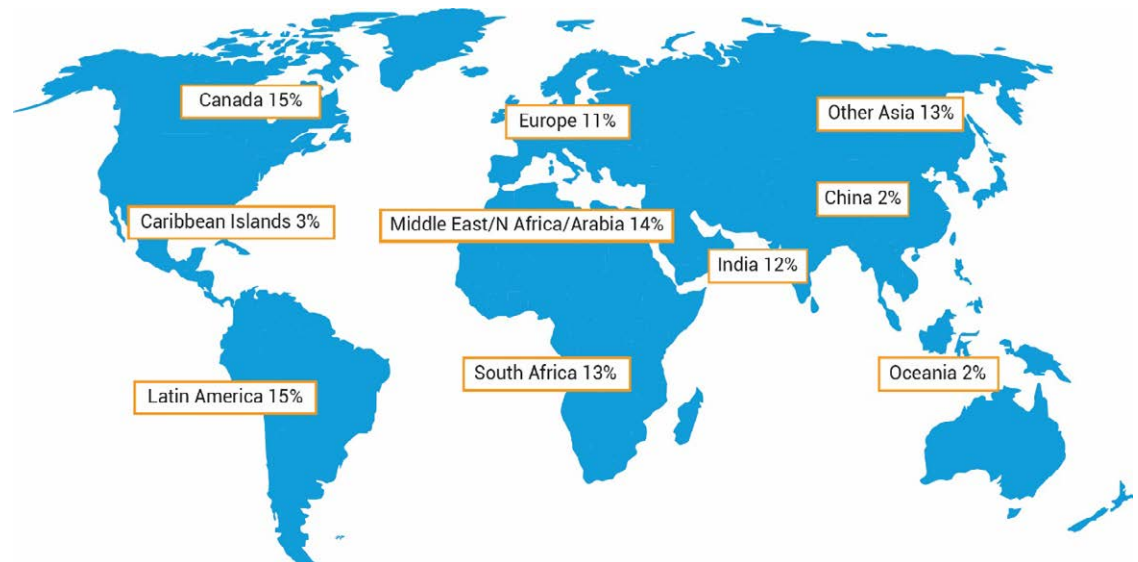 Canada 15%
Europe 11%
Other Asia 13%
China 2%
Caribbean Islands 3%
Middle East/N Africa/Arabia 14%
India 12%
South Africa 13%
Oceania 2%
Latin America 15%